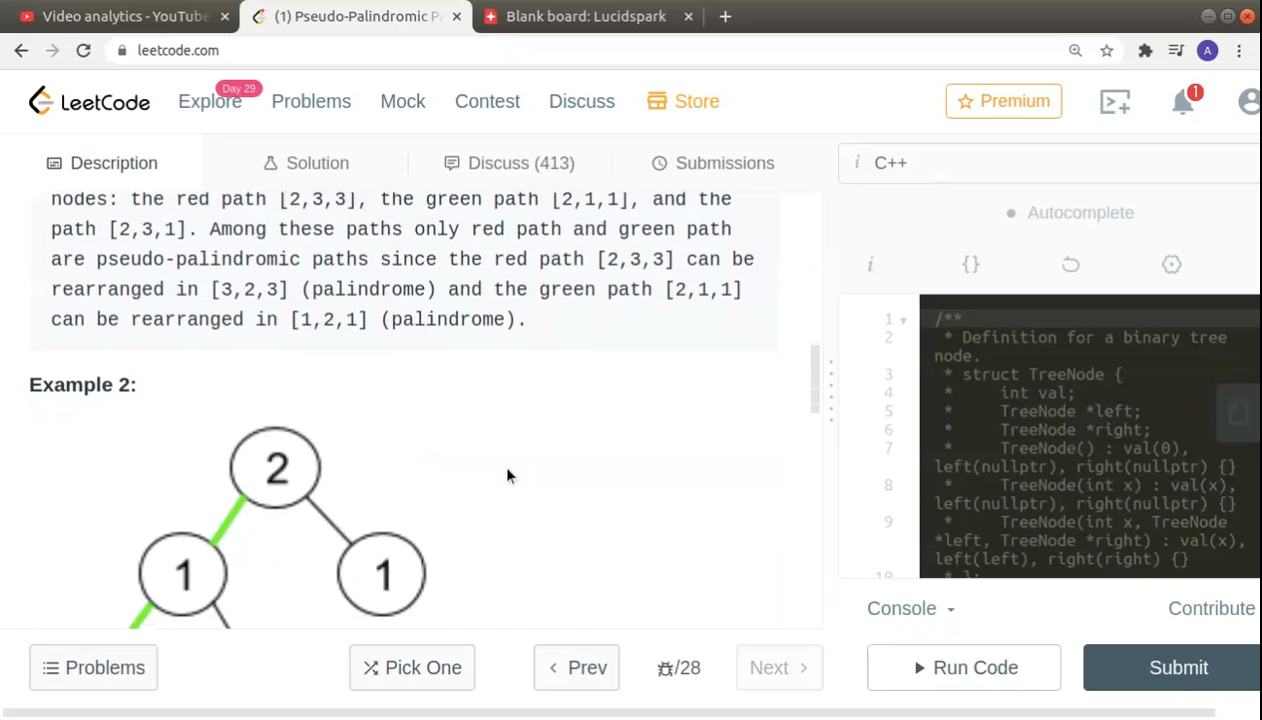 Video analytics - YouTube
(1) Pseudo-Palindromic P
Blank board: Lucidspark
leetcode.com
A
LeetCode
Explore
Day 29
Problems
Mock
Contest
Discuss
Store
Premium
1
Description
Solution
Discuss (413)
Submissions
i C++
Autocomplete
i {}
nodes: the red path [2,3,3], the green path [2,1,1], and the
path [2,3,1]. Among these paths only red path and green path
are pseudo-palindromic paths since the red path [2,3,3] can be
rearranged in [3,2,3] (palindrome) and the green path [2,1,1]
can be rearranged in [1,2,1] (palindrome).
Example 2:
2
1
1
1 /**
2 * Definition for a binary tree
node.
3 * struct TreeNode {
4 * int val;
5 * TreeNode *left;
6 * TreeNode *right;
7 * TreeNode() : val(0),
left(nullptr), right(nullptr) {}
8 * TreeNode(int x) : val(x),
left(nullptr), right(nullptr) {}
9 * TreeNode(int x, TreeNode
*left, TreeNode *right) : val(x),
left(left), right(right) {}
10 * };
Console
Contribute
Problems
Pick One
Prev
/28
Next
Run Code
Submit